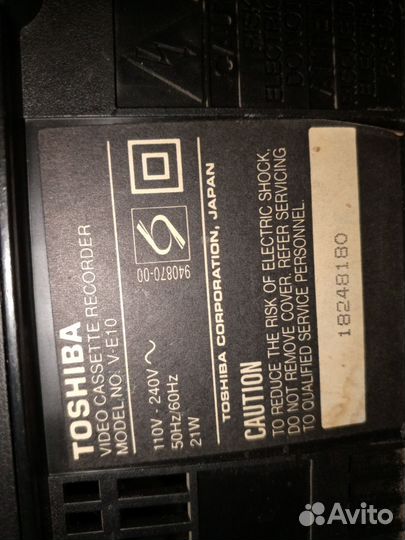 TOSHIBA
VIDEO CASSETTE RECORDER
MODEL NO. V-E10
110V - 240V ~
50Hz/60Hz
21W
940870-00
TOSHIBA CORPORATION, JAPAN
CAUTION
TO REDUCE THE RISK OF ELECTRIC SHOCK,
DO NOT REMOVE COVER. REFER SERVICING
TO QUALIFIED SERVICE PERSONNEL.
18248180
Avito